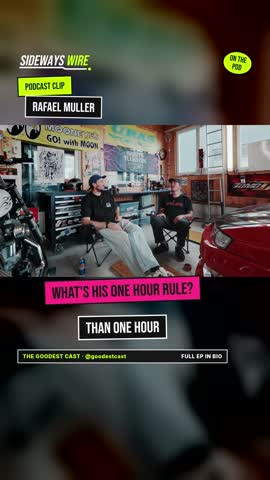 SIDEWAYS WIRE.
ON THE
POD
PODCAST CLIP
RAFAEL MULLER
MOONEYES
GO! with MOON
WHAT'S HIS ONE HOUR RULE?
THAN ONE HOUR
THE GOODEST CAST · @goodestcast
FULL EP IN BIO